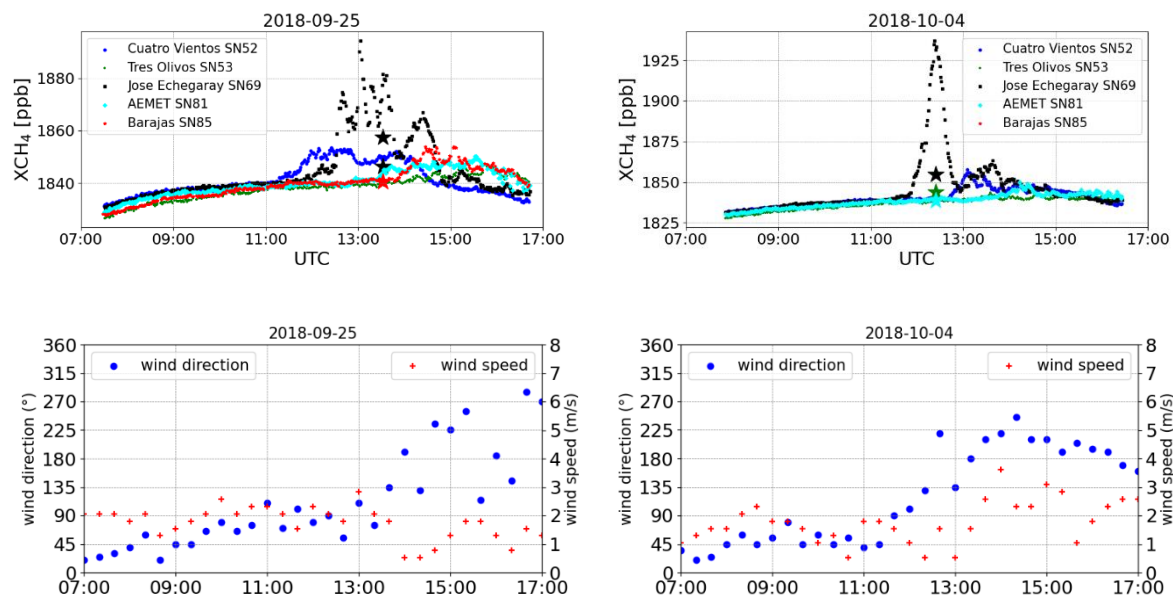 2018-09-25
XCH₄ [ppb]
1880
1860
1840
Cuatro Vientos SN52
Tres Olivos SN53
Jose Echegaray SN69
AEMET SN81
Barajas SN85
07:00 09:00 11:00 13:00 15:00 17:00
UTC
2018-10-04
XCH₄ [ppb]
1925
1900
1875
1850
1825
Cuatro Vientos SN52
Tres Olivos SN53
Jose Echegaray SN69
AEMET SN81
Barajas SN85
07:00 09:00 11:00 13:00 15:00 17:00
UTC
2018-09-25
wind direction (°)
360
315
270
225
180
135
90
45
0
wind direction
wind speed
8
7
6
5
4
3
2
1
0
wind speed (m/s)
07:00 09:00 11:00 13:00 15:00 17:00
2018-10-04
wind direction (°)
360
315
270
225
180
135
90
45
0
wind direction
wind speed
8
7
6
5
4
3
2
1
0
wind speed (m/s)
07:00 09:00 11:00 13:00 15:00 17:00